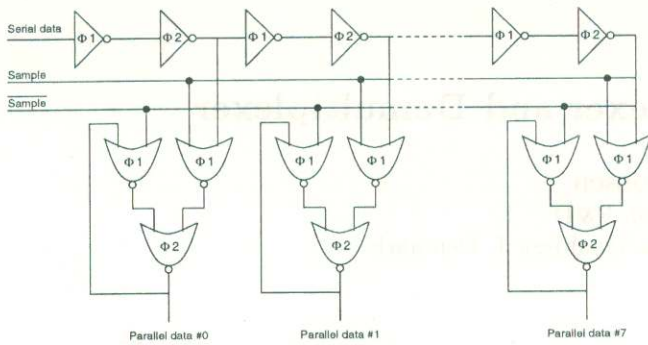 Serial data
Φ1 Φ2 Φ1 Φ2 Φ1 Φ2
Sample
Sample
Φ1 Φ1 Φ1 Φ1 Φ1 Φ1
Φ2 Φ2 Φ2
Parallel data #0 Parallel data #1 Parallel data #7